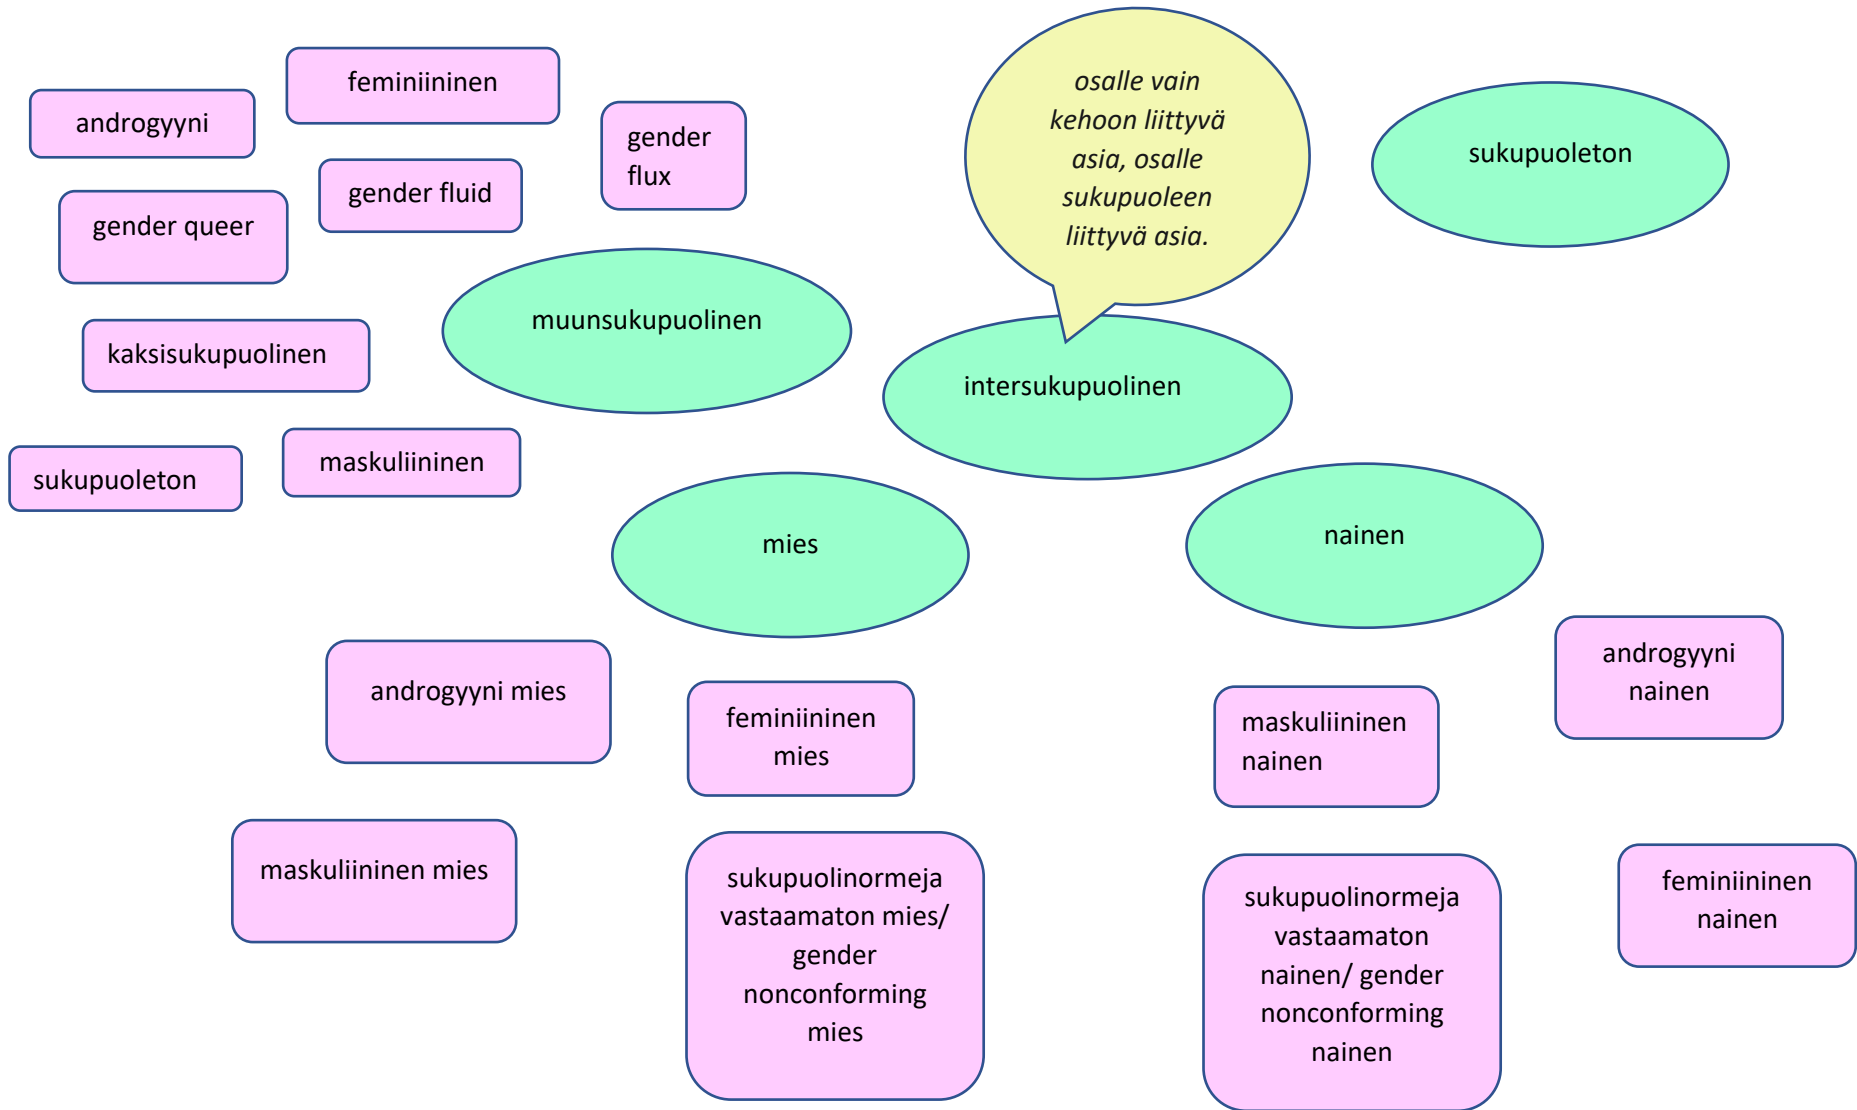 feminiininen
androgyyni
gender
flux
gender fluid
gender queer
kaksisukupuolinen
sukupuoleton
maskuliininen
muunsukupuolinen
osalle vain
kehoon liittyvä
asia, osalle
sukupuoleen
liittyvä asia.
sukupuoleton
intersukupuolinen
mies
nainen
androgyyni mies
feminiininen
mies
maskuliininen mies
sukupuolinormeja
vastaamaton mies/
gender
nonconforming
mies
maskuliininen
nainen
androgyyni
nainen
sukupuolinormeja
vastaamaton
nainen/ gender
nonconforming
nainen
feminiininen
nainen